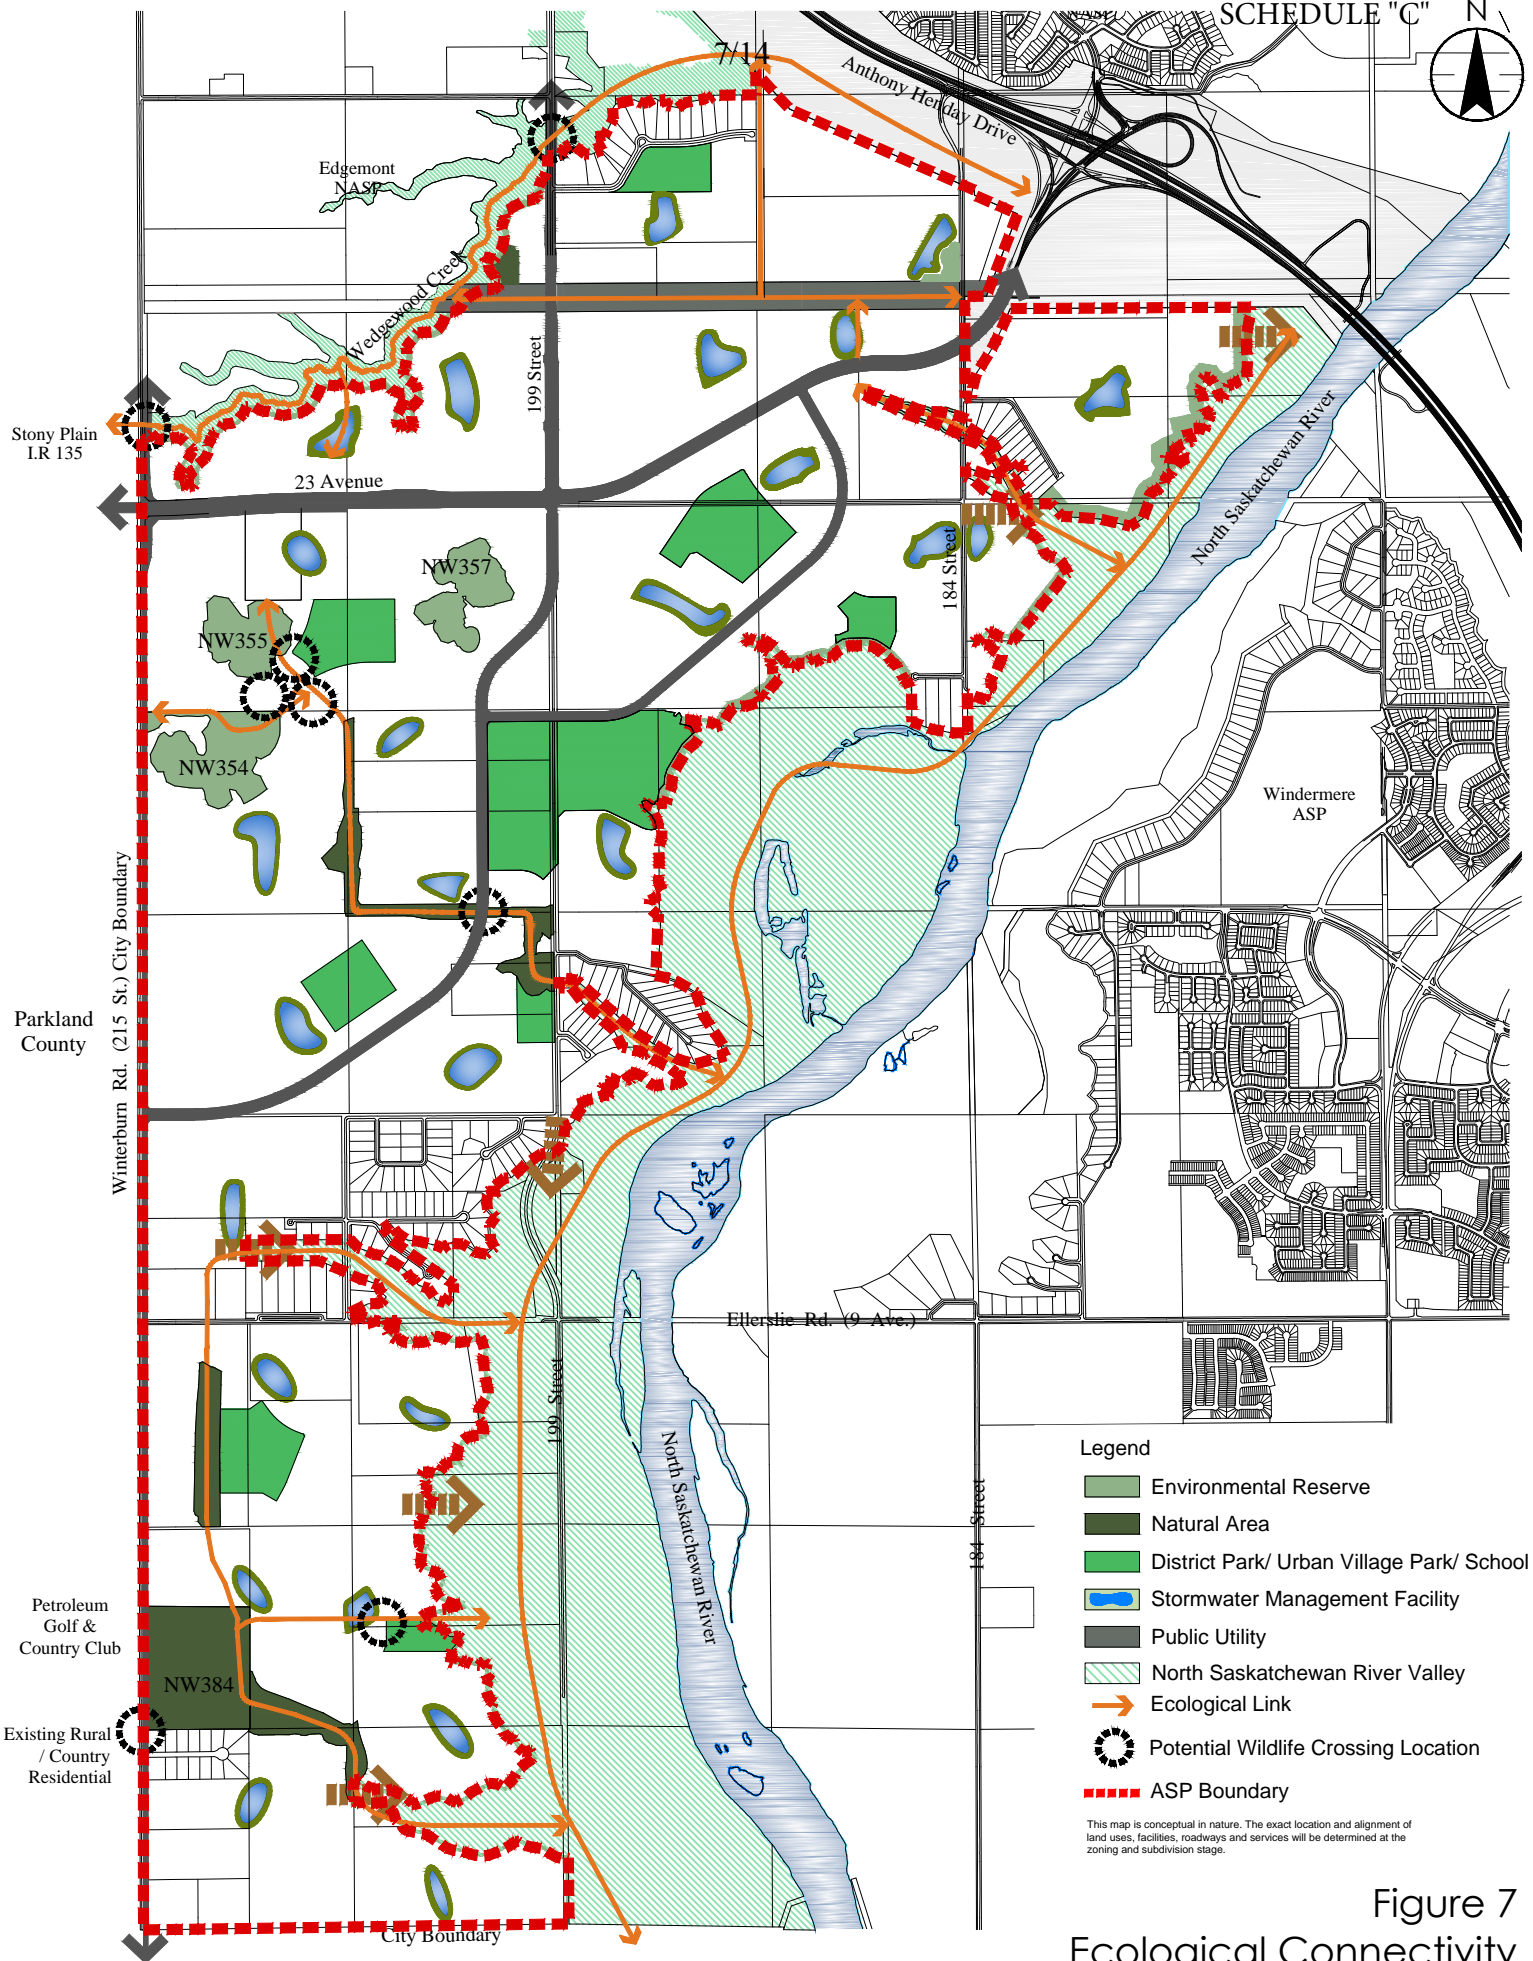 SCHEDULE "C"
N
7/14
Anthony Henday Drive
Edgemont
NASP
Wedgewood Creek
199 Street
Stony Plain
I.R 135
23 Avenue
North Saskatchewan River
NW357
184 Street
NW355
NW354
Windermere
ASP
Winterburn Rd. (215 St.) City Boundary
Parkland
County
Ellerslie Rd. (9 Ave.)
199 Street
North Saskatchewan River
184 Street
Legend
Environmental Reserve
Natural Area
District Park/ Urban Village Park/ School
Stormwater Management Facility
Public Utility
North Saskatchewan River Valley
Ecological Link
Potential Wildlife Crossing Location
ASP Boundary
This map is conceptual in nature. The exact location and alignment of
land uses, facilities, roadways and services will be determined at the
zoning and subdivision stage.
Petroleum
Golf &
Country Club
NW384
Existing Rural
/ Country
Residential
City Boundary
Figure 7
Ecological Connectivity